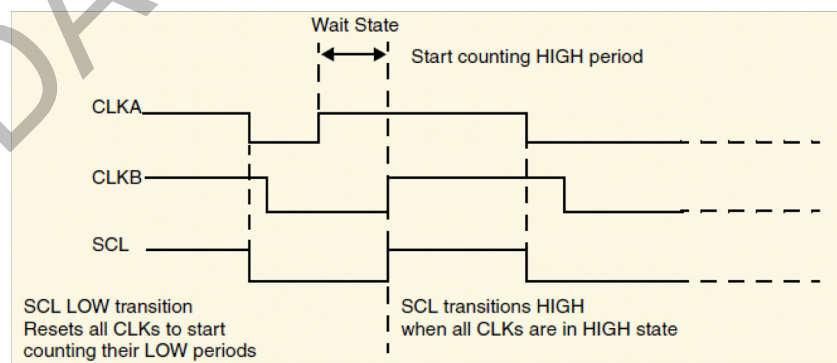 Wait State
Start counting HIGH period
CLKA
CLKB
SCL
SCL LOW transition
Resets all CLKs to start
counting their LOW periods
SCL transitions HIGH
when all CLKs are in HIGH state